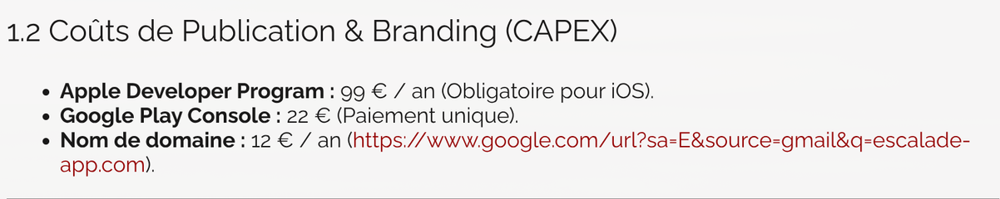 1.2 Coûts de Publication & Branding (CAPEX)
• Apple Developer Program : 99 € / an (Obligatoire pour iOS).
• Google Play Console : 22 € (Paiement unique).
• Nom de domaine : 12 € / an (https://www.google.com/url?sa=E&source=gmail&q=escalade-
app.com).